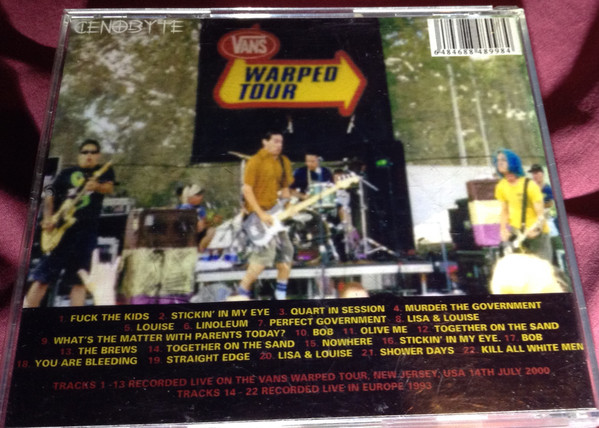 CENOBYTE
VANS
WARPED
TOUR
6484688 489984
1. FUCK THE KIDS 2. STICKIN' IN MY EYE 3. QUART IN SESSION 4. MURDER THE GOVERNMENT
5. LOUISE 6. LINOLEUM 7. PERFECT GOVERNMENT 8. LISA & LOUISE
9. WHAT'S THE MATTER WITH PARENTS TODAY? 10. BOB 11. OLIVE ME 12. TOGETHER ON THE SAND
13. THE BREWS 14. TOGETHER ON THE SAND 15. NOWHERE 16. STICKIN' IN MY EYE. 17. BOB
18. YOU ARE BLEEDING 19. STRAIGHT EDGE 20. LISA & LOUISE 21. SHOWER DAYS 22. KILL ALL WHITE MEN
TRACKS 1 -13 RECORDED LIVE ON THE VANS WARPED TOUR, NEW JERSEY, USA 14TH JULY 2000
TRACKS 14 - 22 RECORDED LIVE IN EUROPE 1993